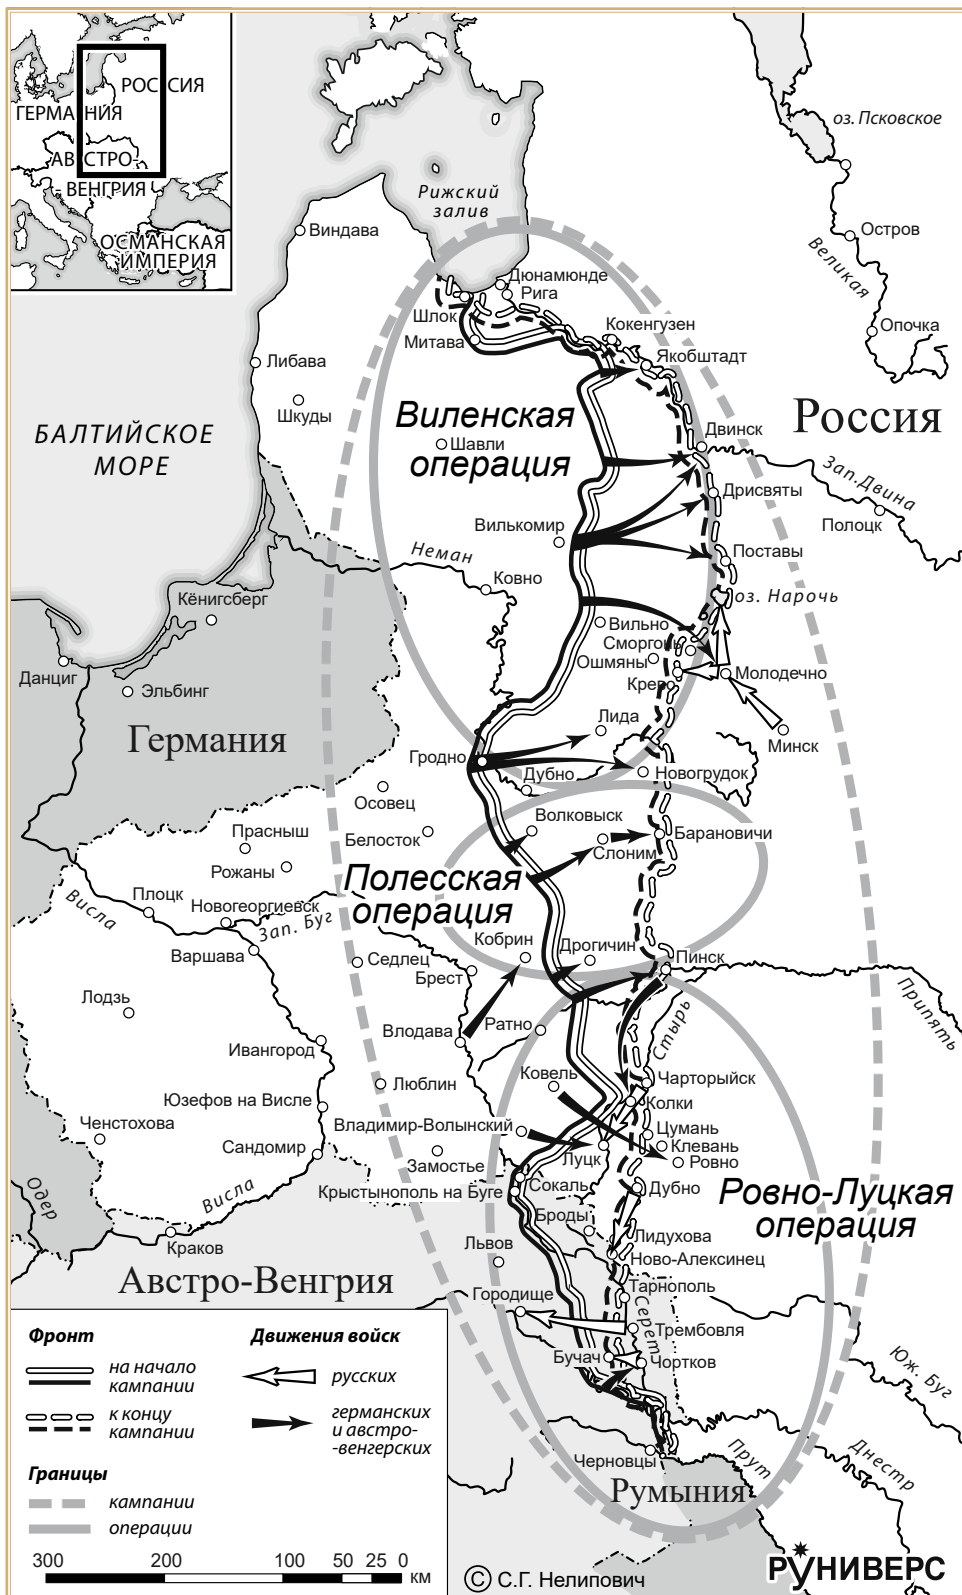 РОССИЯ
ГЕРМАНИЯ
АВСТРО-
ВЕНГРИЯ
ОСМАНСКАЯ
ИМПЕРИЯ
оз. Псковское
Рижский
залив
Виндава
Остров
Великая
Дюнамюнде
Рига
Шлок
Митава
Кокенгузен
Опочка
Якобштадт
Либава
Шкуды
БАЛТИЙСКОЕ
МОРЕ
Виленская
операция
Шавли
Россия
Двинск
Зап.Двина
Дрисвяты
Полоцк
Вилькомир
Неман
Поставы
Ковно
оз. Нарочь
Кёнигсберг
Вильно
Сморгонь
Ошмяны
Крево
Молодечно
Данциг
Эльбинг
Германия
Лида
Минск
Гродно
Дубно
Новогрудок
Осовец
Волковыск
Прасныш
Белосток
Барановичи
Слоним
Рожаны
Полесская
операция
Висла
Плоцк
Новогеоргиевск
Зап. Буг
Варшава
Кобрин
Дрогичин
Седлец
Брест
Пинск
Припять
Лодзь
Влодава
Ратно
Стырь
Ивангород
Люблин
Ковель
Чарторыйск
Юзефов на Висле
Колки
Ченстохова
Владимир-Волынский
Цумань
Клевань
Сандомир
Замостье
Луцк
Ровно
Одер
Висла
Крыстынополь на Буге
Сокаль
Дубно
Ровно-Луцкая
операция
Броды
Лидухова
Краков
Львов
Ново-Алексинец
Австро-Венгрия
Городище
Тарнополь
Серет
Трембовля
Бучач
Чортков
Юж. Буг
Черновцы
Прут
Днестр
Румыния
Фронт
на начало
кампании
к концу
кампании
Границы
кампании
операции
Движения войск
русских
германских
и австро-
-венгерских
300 200 100 50 25 0
КМ
© С.Г. Нелипович
РУНИВЕРС